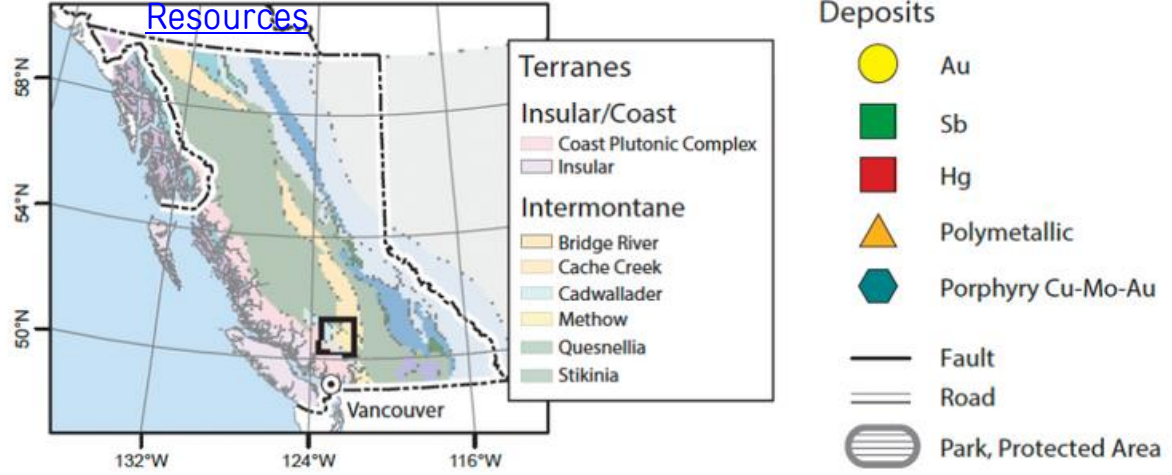 Resources
58°N
54°N
50°N
132°W
124°W
116°W
Vancouver
Terranes
Insular/Coast
Coast Plutonic Complex
Insular
Intermontane
Bridge River
Cache Creek
Cadwallader
Methow
Quesnellia
Stikinia
Deposits
Au
Sb
Hg
Polymetallic
Porphyry Cu-Mo-Au
Fault
Road
Park, Protected Area